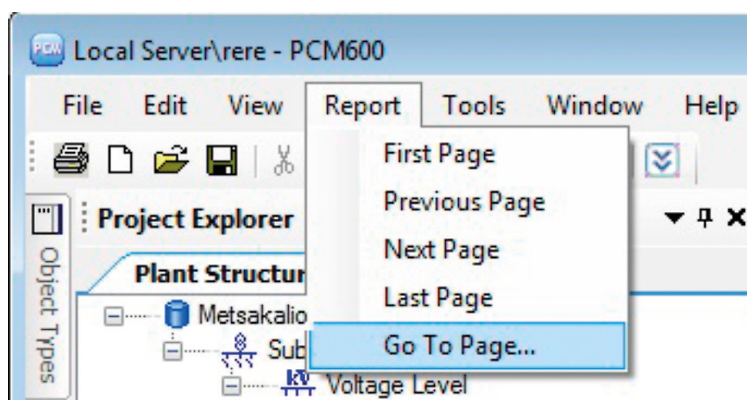 PCM Local Server\rere - PCM600
File Edit View Report Tools Window Help
First Page
Previous Page
Project Explorer
Next Page
Object Types
Plant Structur
Last Page
Metsakalio
Go To Page...
Sub
Voltage Level